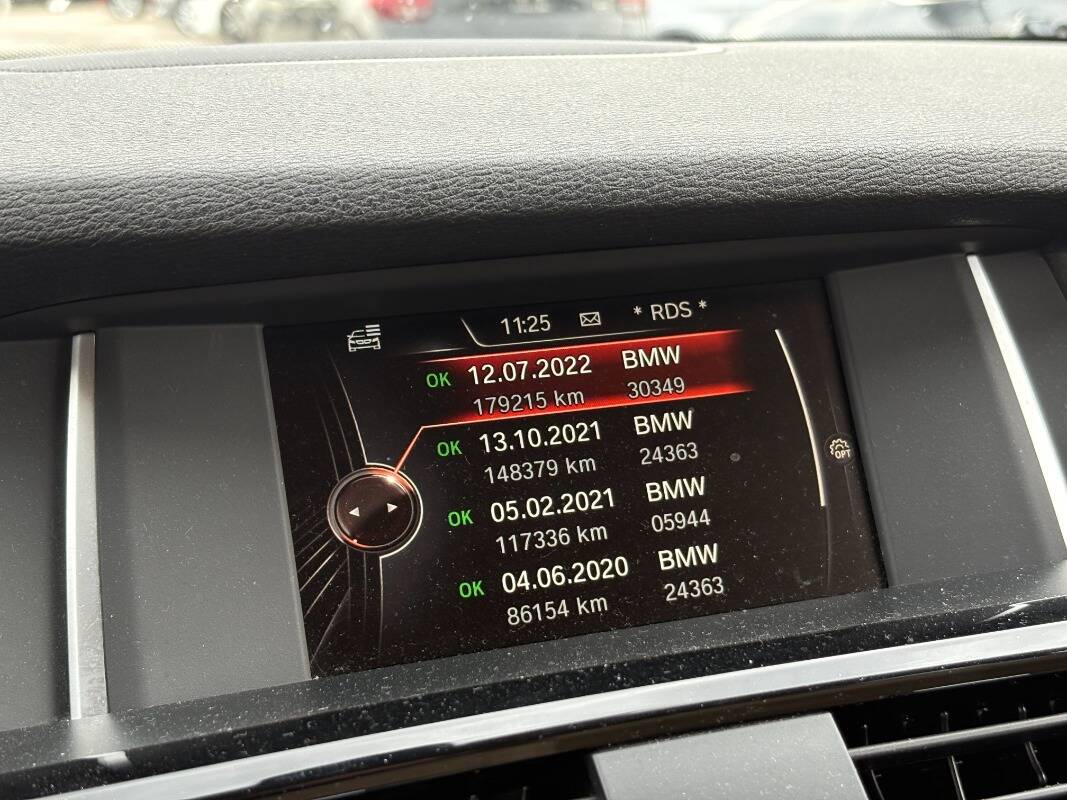 11:25 * RDS *
OK 12.07.2022 BMW
179215 km 30349
OK 13.10.2021 BMW
148379 km 24363
OK 05.02.2021 BMW
117336 km 05944
OK 04.06.2020 BMW
86154 km 24363
OPT